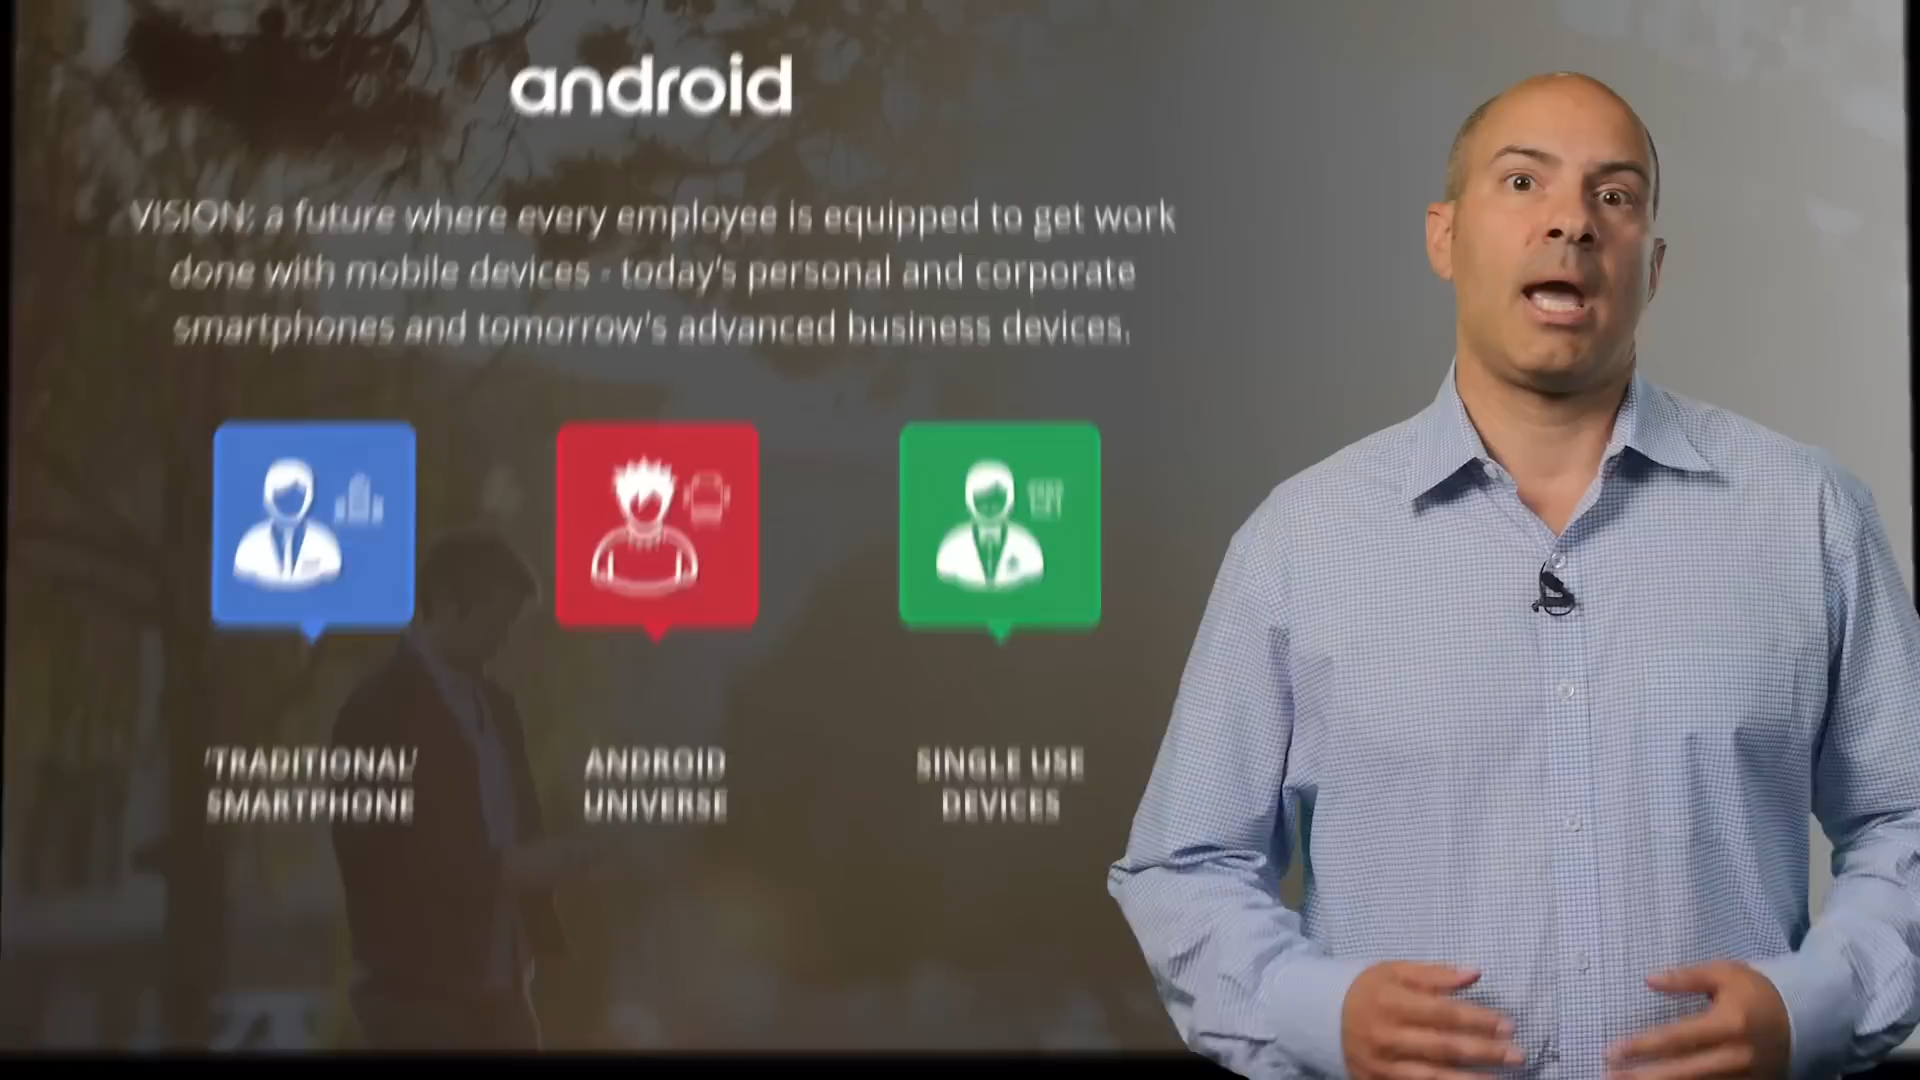 android
VISION: a future where every employee is equipped to get work
done with mobile devices - today's personal and corporate
smartphones and tomorrow's advanced business devices.
'TRADITIONAL'
SMARTPHONE
ANDROID
UNIVERSE
SINGLE USE
DEVICES